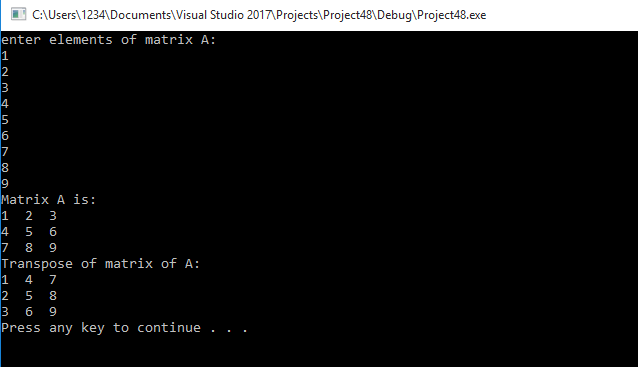 C:\Users\1234\Documents\Visual Studio 2017\Projects\Project48\Debug\Project48.exe
enter elements of matrix A:
1
2
3
4
5
6
7
8
9
Matrix A is:
1  2  3
4  5  6
7  8  9
Transpose of matrix of A:
1  4  7
2  5  8
3  6  9
Press any key to continue . . .